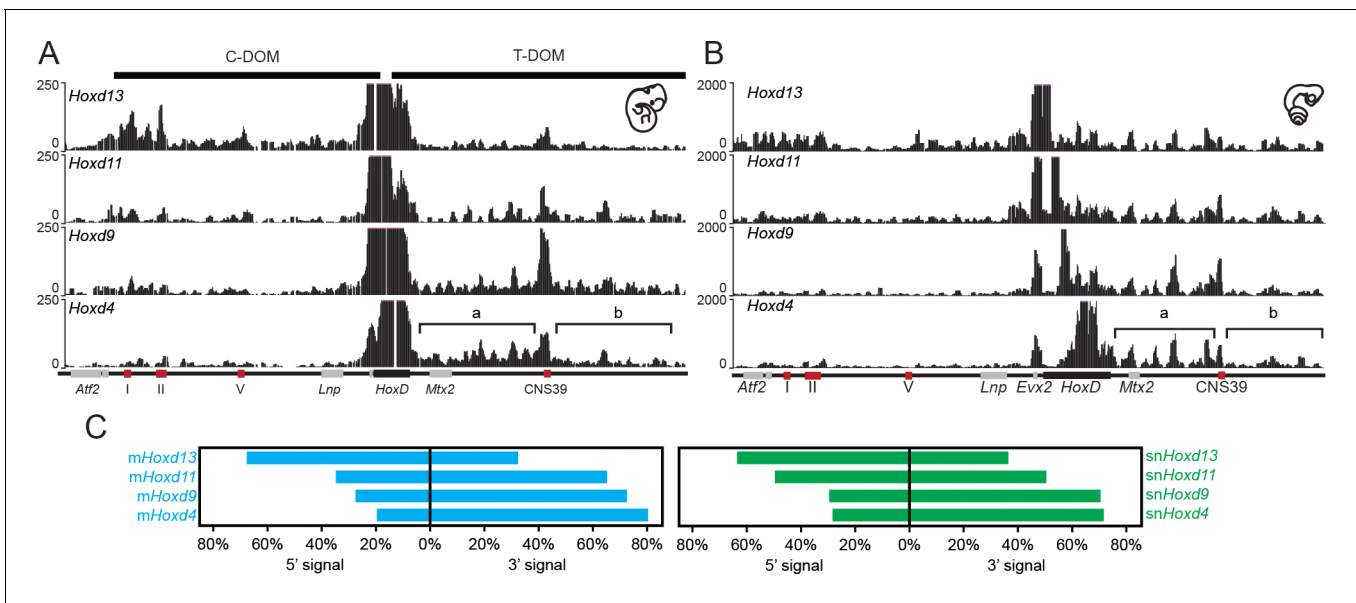 A
C-DOM
T-DOM
250
0
Hoxd13
250
0
Hoxd11
250
0
Hoxd9
250
0
Hoxd4
a
b
Atf2 I II V Lnp HoxD Mtx2 CNS39
B
2000
0
Hoxd13
2000
0
Hoxd11
2000
0
Hoxd9
2000
0
Hoxd4
a
b
Atf2 I II V Lnp Evx2 HoxD Mtx2 CNS39
C
mHoxd13
mHoxd11
mHoxd9
mHoxd4
80% 60% 40% 20% 0% 20% 40% 60% 80%
5' signal 3' signal
snHoxd13
snHoxd11
snHoxd9
snHoxd4
80% 60% 40% 20% 0% 20% 40% 60% 80%
5' signal 3' signal